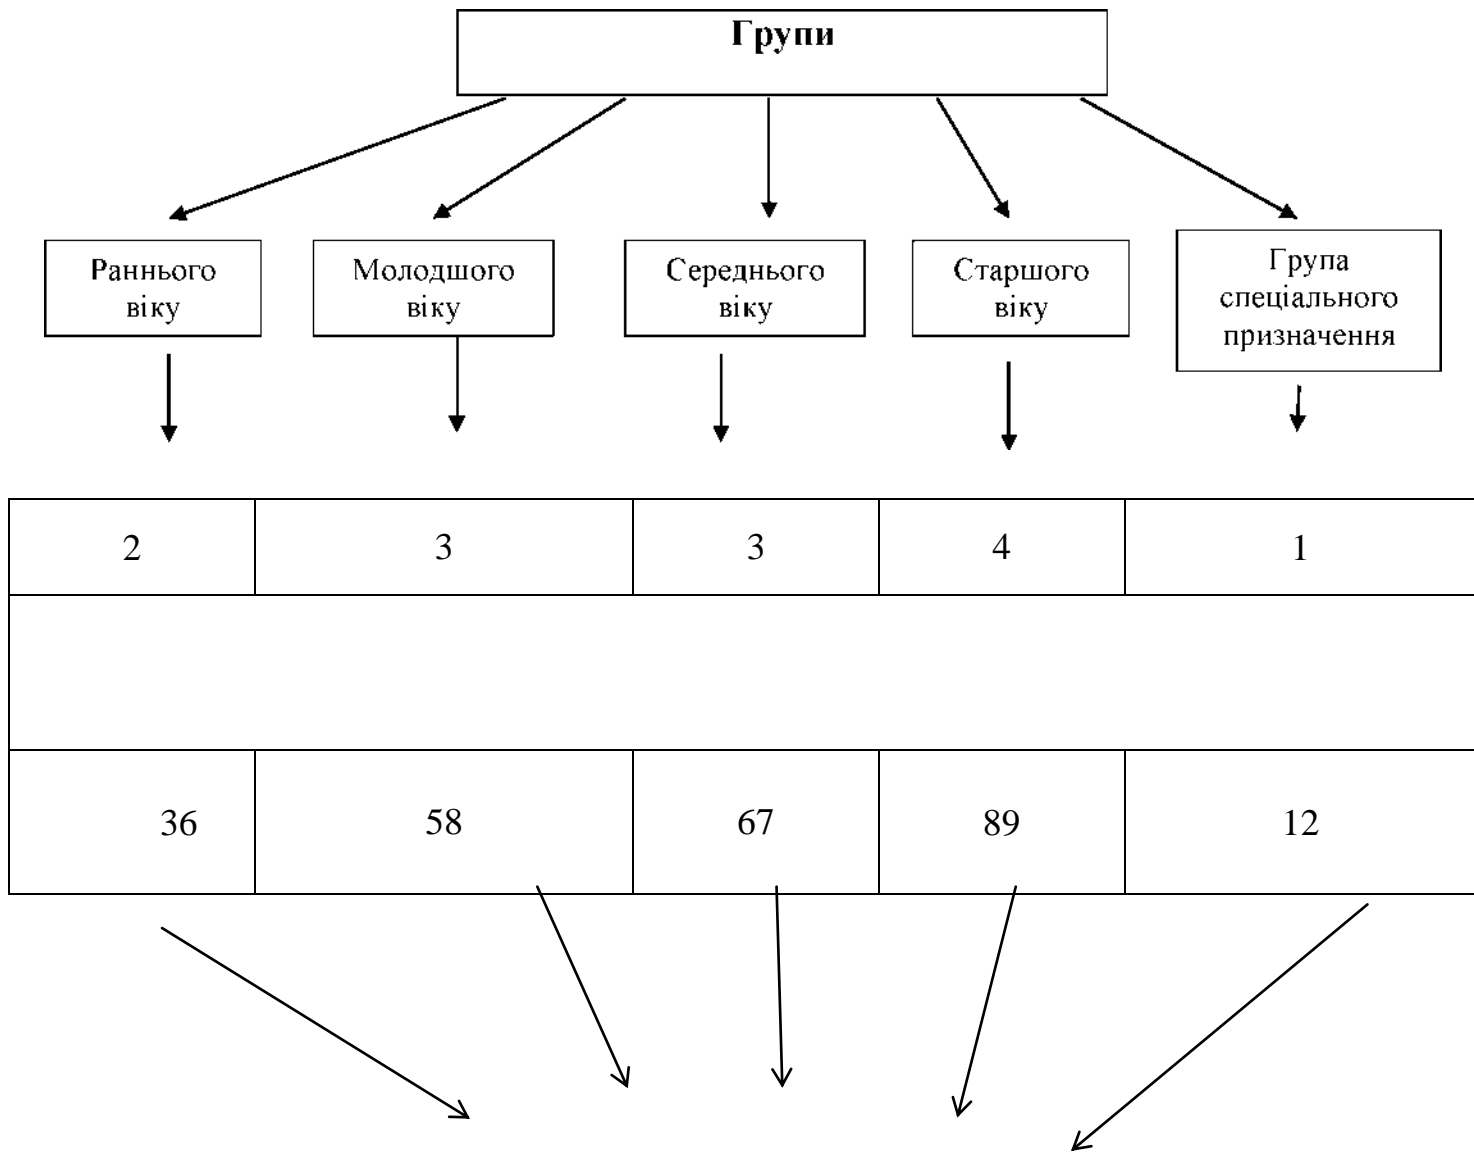 Групи
Раннього
віку
Молодшого
віку
Середнього
віку
Старшого
віку
Група
спеціального
призначення
2 3 3 4 1
36 58 67 89 12